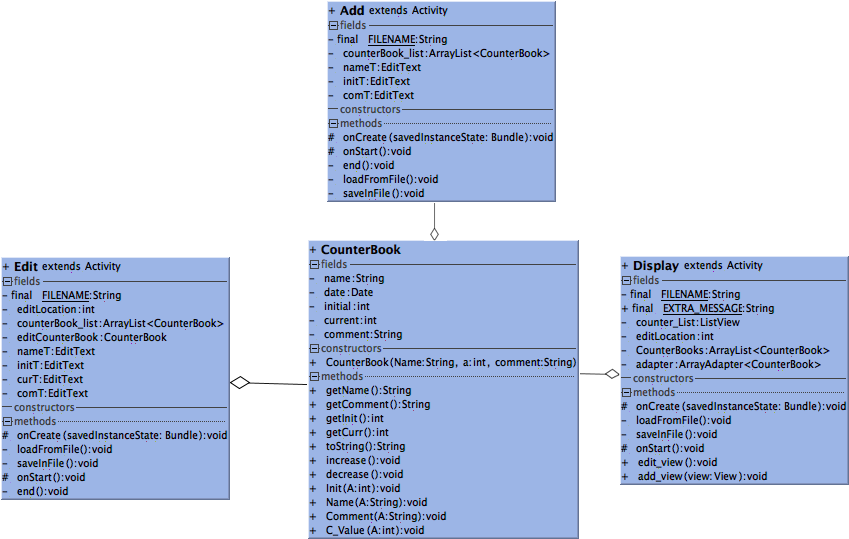 + Add extends Activity
fields
- final FILENAME:String
- counterBook_list:ArrayList<CounterBook>
- nameT:EditText
- initT:EditText
- comT:EditText
constructors
methods
# onCreate(savedInstanceState: Bundle):void
# onStart():void
- end():void
- loadFromFile():void
- saveInFile():void
+ Edit extends Activity
fields
- final FILENAME:String
- editLocation:int
- counterBook_list:ArrayList<CounterBook>
- editCounterBook:CounterBook
- nameT:EditText
- initT:EditText
- curT:EditText
- comT:EditText
constructors
methods
# onCreate(savedInstanceState: Bundle):void
- loadFromFile():void
- saveInFile():void
# onStart():void
- end():void
+ CounterBook
fields
- name:String
- date:Date
- initial:int
- current:int
- comment:String
constructors
+ CounterBook(Name:String, a:int, comment:String)
methods
+ getName():String
+ getComment():String
+ getInit():int
+ getCurr():int
+ toString():String
+ increase():void
+ decrease():void
+ Init(A:int):void
+ Name(A:String):void
+ Comment(A:String):void
+ C_Value(A:int):void
+ Display extends Activity
fields
- final FILENAME:String
+ final EXTRA_MESSAGE:String
- counter_List:ListView
- editLocation:int
- CounterBooks:ArrayList<CounterBook>
- adapter:ArrayAdapter<CounterBook>
constructors
methods
# onCreate(savedInstanceState: Bundle):void
- loadFromFile():void
- saveInFile():void
# onStart():void
+ edit_view():void
+ add_view(view:View):void